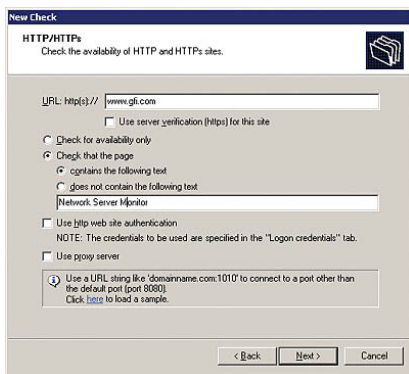 New Check
HTTP/HTTPs
Check the availability of HTTP and HTTPs sites.
URL: http(s)://
www.gfi.com
Use server verification (https) for this site
Check for availability only
Check that the page
contains the following text
does not contain the following text
Network Server Monitor
Use http web site authentication
NOTE: The credentials to be used are specified in the "Logon credentials" tab.
Use proxy server
Use a URL string like 'domainname.com:1010' to connect to a port other than
the default port (port 8080).
Click here to load a sample.
< Back
Next >
Cancel